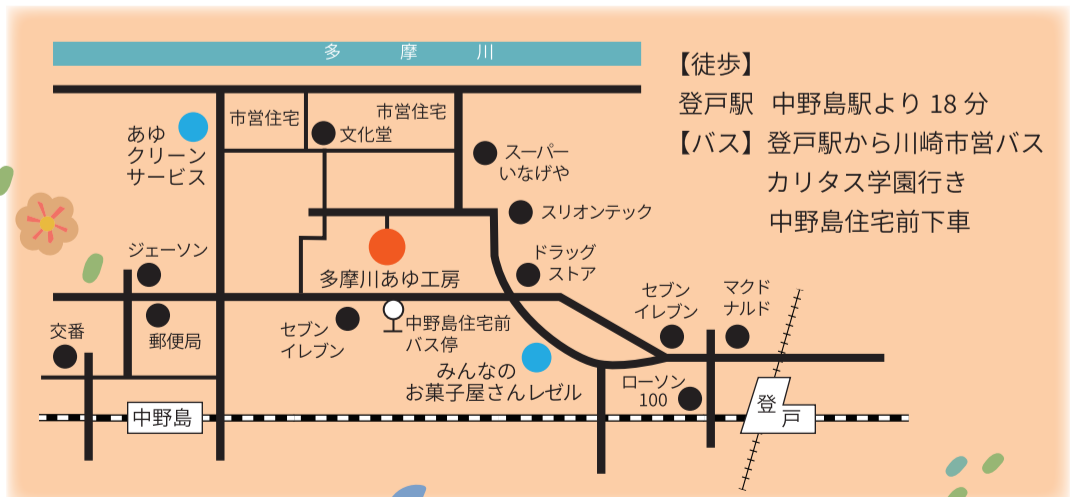 多摩川
【徒歩】
登戸駅 中野島駅より 18 分
【バス】登戸駅から川崎市営バス
カリタス学園行き
中野島住宅前下車
市営住宅
市営住宅
文化堂
あゆ
クリーン
サービス
スーパー
いなげや
スリオンテック
ジェーソン
多摩川あゆ工房
ドラッグ
ストア
セブン
イレブン
マクド
ナルド
交番
郵便局
セブン
イレブン
中野島住宅前
バス停
みんなの
お菓子屋さんレゼル
ローソン
100
中野島
登戸